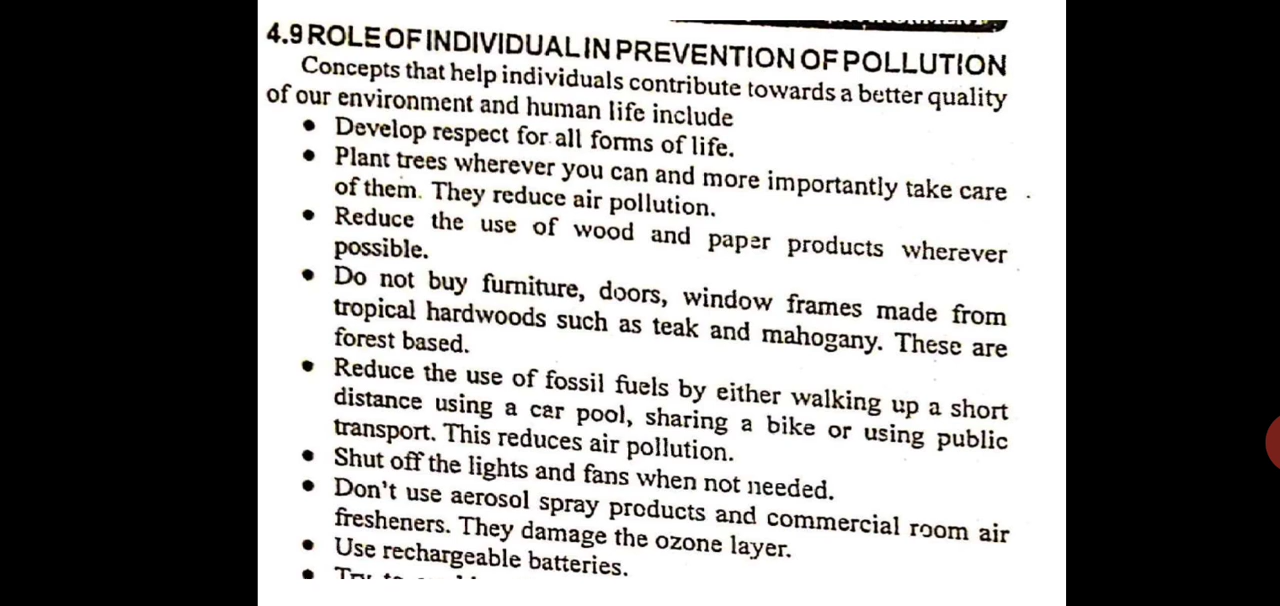 4.9 ROLE OF INDIVIDUAL IN PREVENTION OF POLLUTION
Concepts that help individuals contribute towards a better quality
of our environment and human life include
• Develop respect for all forms of life.
• Plant trees wherever you can and more importantly take care
of them. They reduce air pollution.
• Reduce the use of wood and paper products wherever
possible.
• Do not buy furniture, doors, window frames made from
tropical hardwoods such as teak and mahogany. These are
forest based.
• Reduce the use of fossil fuels by either walking up a short
distance using a car pool, sharing a bike or using public
transport. This reduces air pollution.
• Shut off the lights and fans when not needed.
• Don't use aerosol spray products and commercial room air
fresheners. They damage the ozone layer.
• Use rechargeable batteries.
• Try to